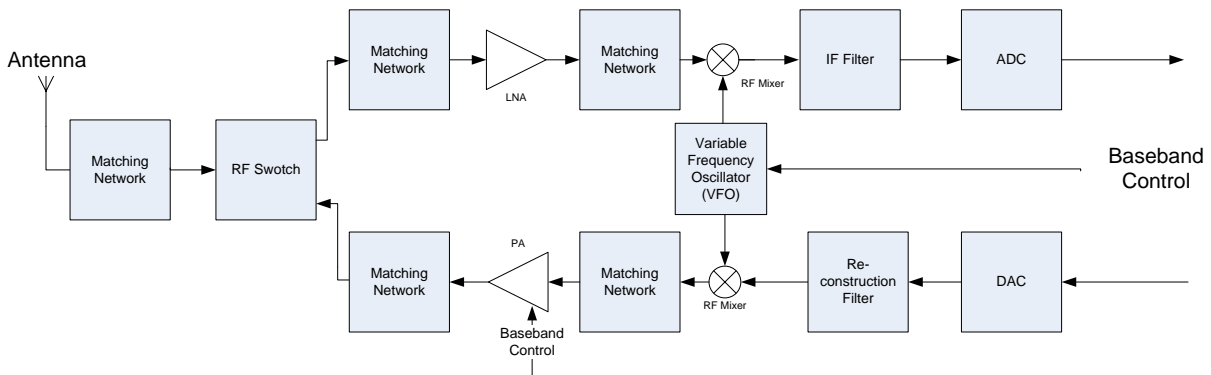 Antenna
Matching
Network
RF Swotch
Matching
Network
LNA
Matching
Network
RF Mixer
IF Filter
ADC
Variable
Frequency
Oscillator
(VFO)
Baseband
Control
Matching
Network
PA
Baseband
Control
Matching
Network
RF Mixer
Re-
construction
Filter
DAC